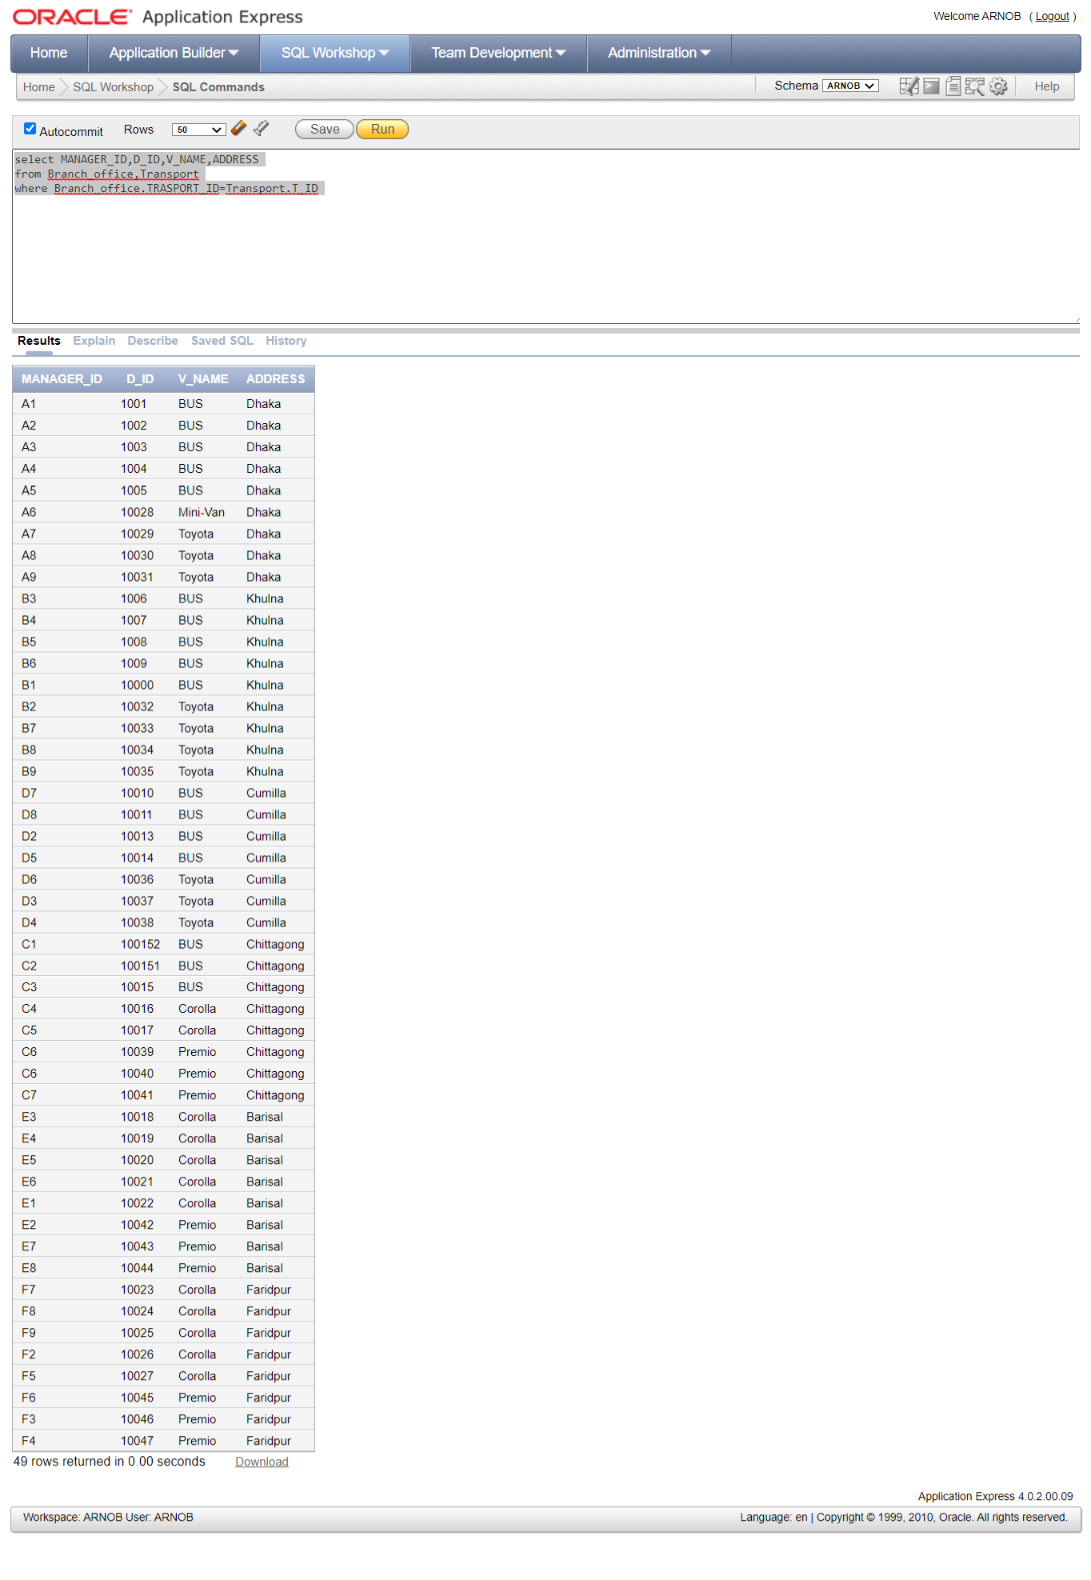 ORACLE Application Express
Welcome ARNOB ( Logout )
Home Application Builder SQL Workshop Team Development Administration
Home SQL Workshop SQL Commands Schema ARNOB Help
Autocommit Rows 50 Save Run
select MANAGER_ID,D_ID,V_NAME,ADDRESS
from Branch_office,Transport
where Branch_office.TRASPORT_ID=Transport.T_ID
Results Explain Describe Saved SQL History
MANAGER_ID D_ID V_NAME ADDRESS
A1 1001 BUS Dhaka
A2 1002 BUS Dhaka
A3 1003 BUS Dhaka
A4 1004 BUS Dhaka
A5 1005 BUS Dhaka
A6 10028 Mini-Van Dhaka
A7 10029 Toyota Dhaka
A8 10030 Toyota Dhaka
A9 10031 Toyota Dhaka
B3 1006 BUS Khulna
B4 1007 BUS Khulna
B5 1008 BUS Khulna
B6 1009 BUS Khulna
B1 10000 BUS Khulna
B2 10032 Toyota Khulna
B7 10033 Toyota Khulna
B8 10034 Toyota Khulna
B9 10035 Toyota Khulna
D7 10010 BUS Cumilla
D8 10011 BUS Cumilla
D2 10013 BUS Cumilla
D5 10014 BUS Cumilla
D6 10036 Toyota Cumilla
D3 10037 Toyota Cumilla
D4 10038 Toyota Cumilla
C1 100152 BUS Chittagong
C2 100151 BUS Chittagong
C3 10015 BUS Chittagong
C4 10016 Corolla Chittagong
C5 10017 Corolla Chittagong
C6 10039 Premio Chittagong
C6 10040 Premio Chittagong
C7 10041 Premio Chittagong
E3 10018 Corolla Barisal
E4 10019 Corolla Barisal
E5 10020 Corolla Barisal
E6 10021 Corolla Barisal
E1 10022 Corolla Barisal
E2 10042 Premio Barisal
E7 10043 Premio Barisal
E8 10044 Premio Barisal
F7 10023 Corolla Faridpur
F8 10024 Corolla Faridpur
F9 10025 Corolla Faridpur
F2 10026 Corolla Faridpur
F5 10027 Corolla Faridpur
F6 10045 Premio Faridpur
F3 10046 Premio Faridpur
F4 10047 Premio Faridpur
49 rows returned in 0.00 seconds Download
Application Express 4.0.2.00.09
Workspace: ARNOB User: ARNOB Language: en | Copyright © 1999, 2010, Oracle. All rights reserved.